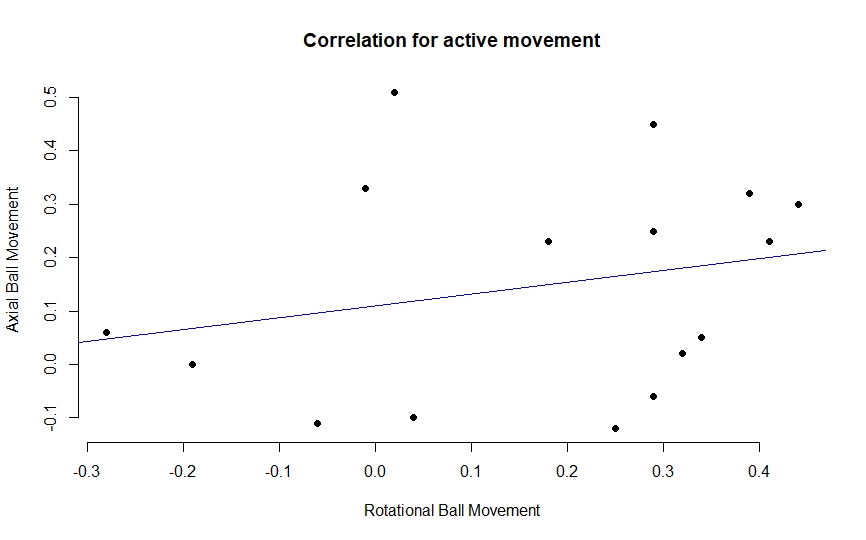 Correlation for active movement
Axial Ball Movement
0.5
0.4
0.3
0.2
0.1
0.0
-0.1
-0.3 -0.2 -0.1 0.0 0.1 0.2 0.3 0.4
Rotational Ball Movement